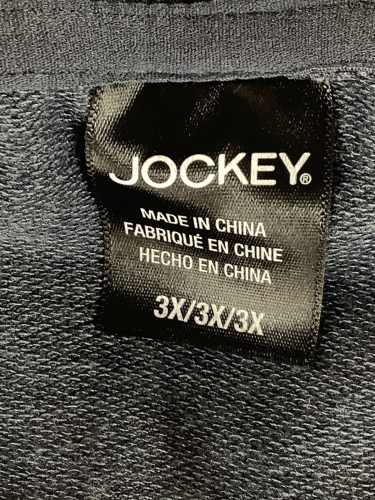 JOCKEY®
MADE IN CHINA
FABRIQUÉ EN CHINE
HECHO EN CHINA
3X/3X/3X